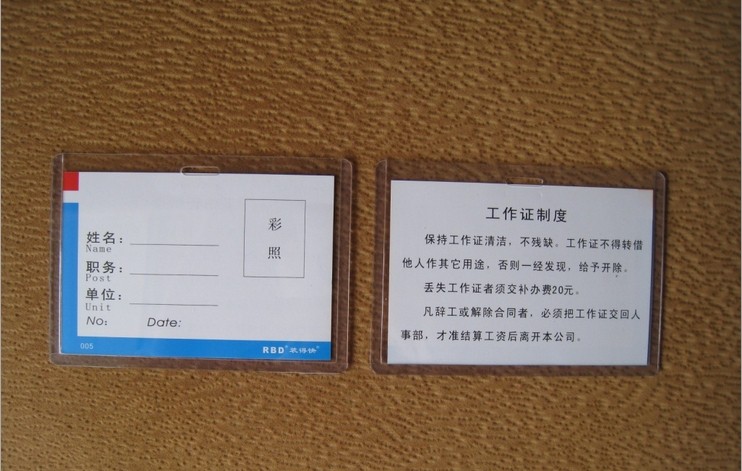 姓名:
Name
职务:
Post
单位:
Unit
No: Date:
005
RBD
彩
照
工作证制度
保持工作证清洁，不残缺。工作证不得转借
他人作其它用途，否则一经发现，给予开除。
丢失工作证者须交补办费20元。
凡辞工或解除合同者，必须把工作证交回人
事部，才准结算工资后离开本公司。